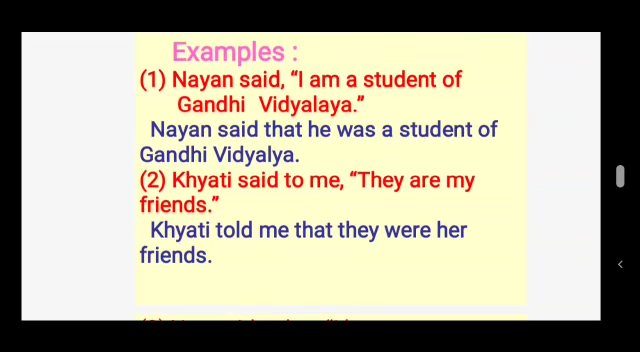 Examples :
(1) Nayan said, “I am a student of
Gandhi Vidyalaya.”
Nayan said that he was a student of
Gandhi Vidyalya.
(2) Khyati said to me, “They are my
friends.”
Khyati told me that they were her
friends.